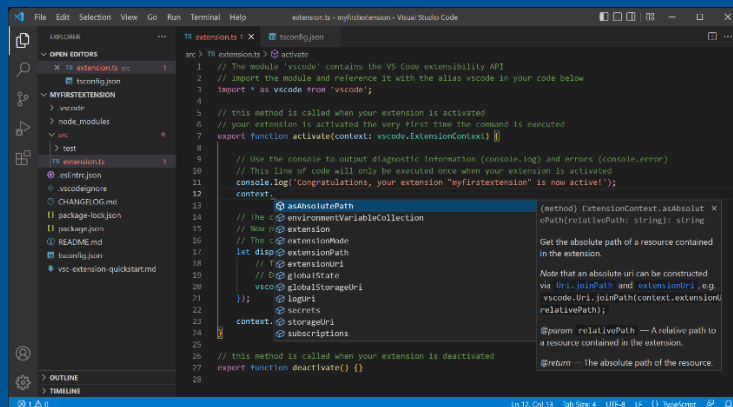 File Edit Selection View Go Run Terminal Help extension.ts - myfirstextension - Visual Studio Code
EXPLORER ···
OPEN EDITORS
× TS extension.ts src 1
tsconfig.json
MYFIRSTEXTENSION
> .vscode
> node_modules
src
> test
TS extension.ts 1
.eslintrc.json
.vscodeignore
CHANGELOG.md
{} package-lock.json
{} package.json
README.md
tsconfig.json
vsc-extension-quickstart.md
> OUTLINE
> TIMELINE
TS extension.ts 1 × tsconfig.json ···
src > TS extension.ts > activate
1 // The module 'vscode' contains the VS Code extensibility API
2 // Import the module and reference it with the alias vscode in your code below
3 import * as vscode from 'vscode';
4
5 // this method is called when your extension is activated
6 // your extension is activated the very first time the command is executed
7 export function activate(context: vscode.ExtensionContext) {
8
9 // Use the console to output diagnostic information (console.log) and errors (console.error)
10 // This line of code will only be executed once when your extension is activated
11 console.log('Congratulations, your extension "myfirstextension" is now active!');
12 context.
13
14 // The c
15 // Now p
16 // The c
17 let disp
18 // T
19 // D
20 vsco
21 });
22
23 context.
24 }
25
26 // this method is called when your extension is deactivated
27 export function deactivate() {}
28
asAbsolutePath
environmentVariableCollection
extension
extensionMode
extensionPath
extensionUri
globalState
globalStorageUri
logUri
secrets
storageUri
subscriptions
(method) ExtensionContext.asAbsolut ×
ePath(relativePath: string): string
Get the absolute path of a resource contained
in the extension.
Note that an absolute uri can be constructed
via Uri.joinPath and extensionUri, e.g.
vscode.Uri.joinPath(context.extensionU
relativePath);
@param relativePath — A relative path to
a resource contained in the extension.
@return — The absolute path of the resource.
1 0 Ln 12, Col 13 Tab Size: 4 UTF-8 LF {} TypeScript